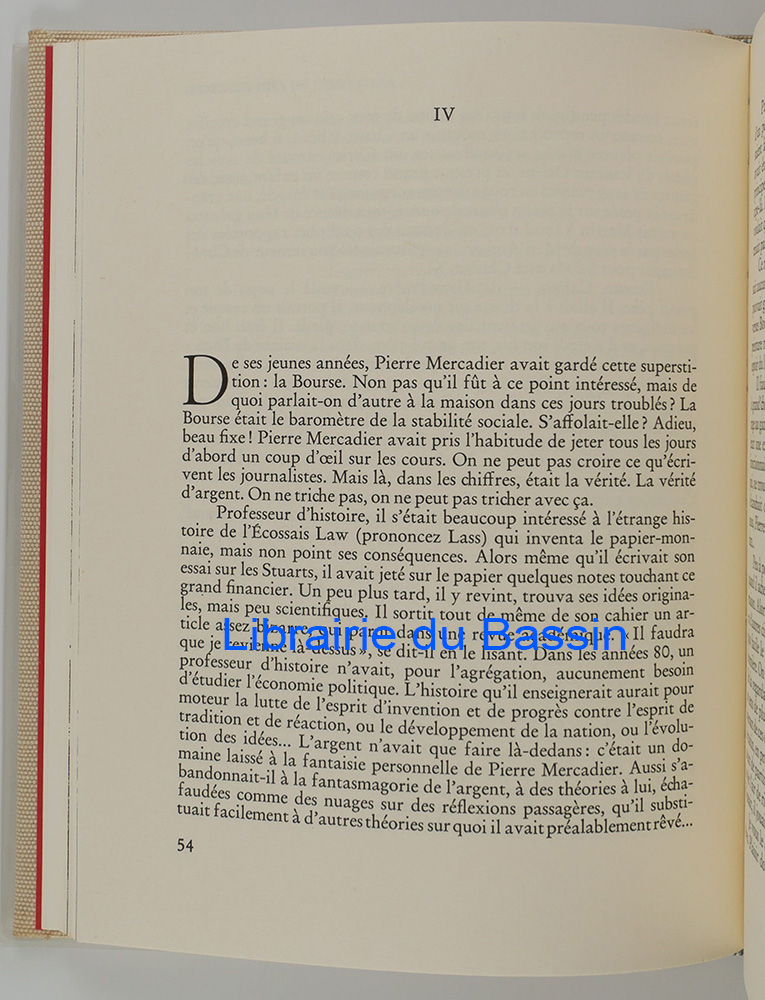 IV
De ses jeunes années, Pierre Mercadier avait gardé cette supersti-
tion : la Bourse. Non pas qu'il fût à ce point intéressé, mais de
quoi parlait-on d'autre à la maison dans ces jours troublés ? La
Bourse était le baromètre de la stabilité sociale. S'affolait-elle ? Adieu,
beau fixe ! Pierre Mercadier avait pris l'habitude de jeter tous les jours
d'abord un coup d'œil sur les cours. On ne peut pas croire ce qu'écri-
vent les journalistes. Mais là, dans les chiffres, était la vérité. La vérité
d'argent. On ne triche pas, on ne peut pas tricher avec ça.
Professeur d'histoire, il s'était beaucoup intéressé à l'étrange his-
toire de l'Écossais Law (prononcez Lass) qui inventa le papier-mon-
naie, mais non point ses conséquences. Alors même qu'il écrivait son
essai sur les Stuarts, il avait jeté sur le papier quelques notes touchant ce
grand financier. Un peu plus tard, il y revint, trouva ses idées origina-
les, mais peu scientifiques. Il sortit tout de même de son cahier un ar-
ticle assez bizarre, qui parut dans une revue académique. « Il faudra
que je revienne là-dessus », se dit-il en le lisant. Dans les années 80, un
professeur d'histoire n'avait, pour l'agrégation, aucunement besoin
d'étudier l'économie politique. L'histoire qu'il enseignerait aurait pour
moteur la lutte de l'esprit d'invention et de progrès contre l'esprit de
tradition et de réaction, ou le développement de la nation, ou l'évolu-
tion des idées... L'argent n'avait que faire là-dedans : c'était un do-
maine laissé à la fantaisie personnelle de Pierre Mercadier. Aussi s'a-
bandonnait-il à la fantasmagorie de l'argent, à des théories à lui, écha-
faudées comme des nuages sur des réflexions passagères, qu'il substi-
tuait facilement à d'autres théories sur quoi il avait préalablement rêvé...
54
Librairie du Bassin